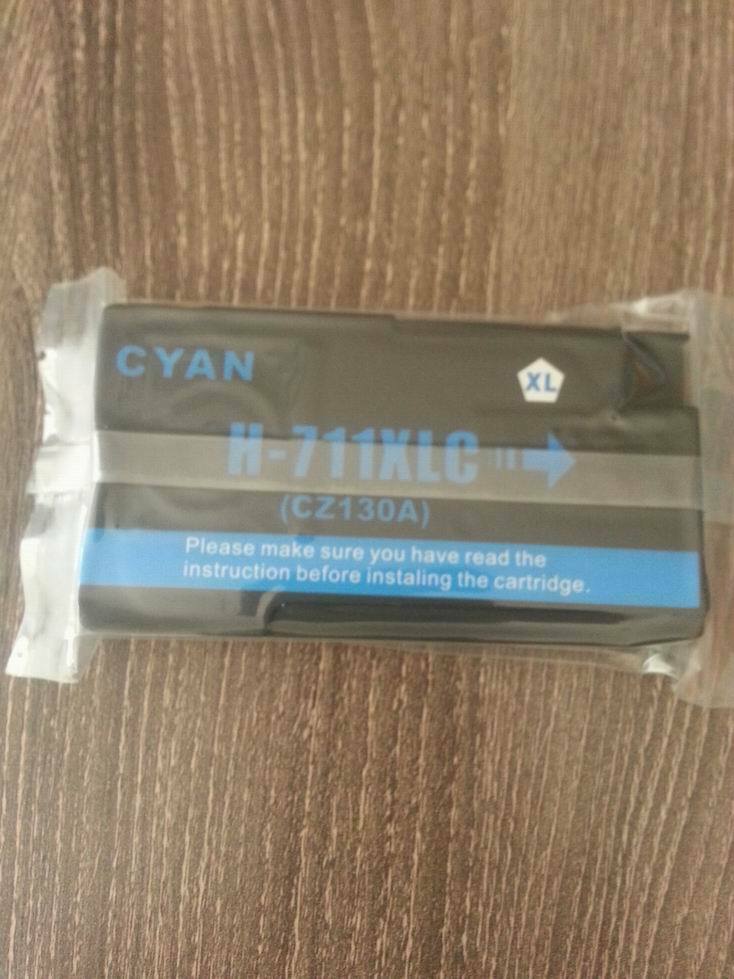 CYAN
XL
H-711XLC
(CZ130A)
Please make sure you have read the
instruction before instaling the cartridge.